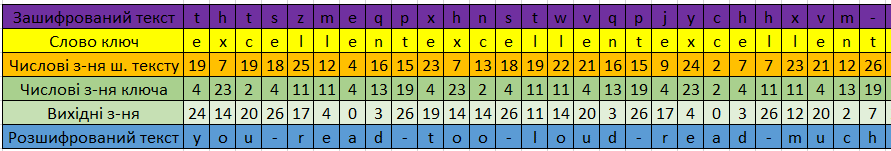 Зашифрований текст t h t s z m e q p x h n s t w v q p j y c h h x v m -
Слово ключ e x c e l l e n t e x c e l l e n t e x c e l l e n t
Числові з-ня ш. тексту 19 7 19 18 25 12 4 16 15 23 7 13 18 19 22 21 16 15 9 24 2 7 7 23 21 12 26
Числові з-ня ключа 4 23 2 4 11 11 4 13 19 4 23 2 4 11 11 4 13 19 4 23 2 4 11 11 4 13 19
Вихідні з-ня 24 14 20 26 17 4 0 3 26 19 14 14 26 11 14 20 3 26 17 4 0 3 26 12 20 2 7
Розшифрований текст y o u - r e a d - t o o - l o u d - r e a d - m u c h